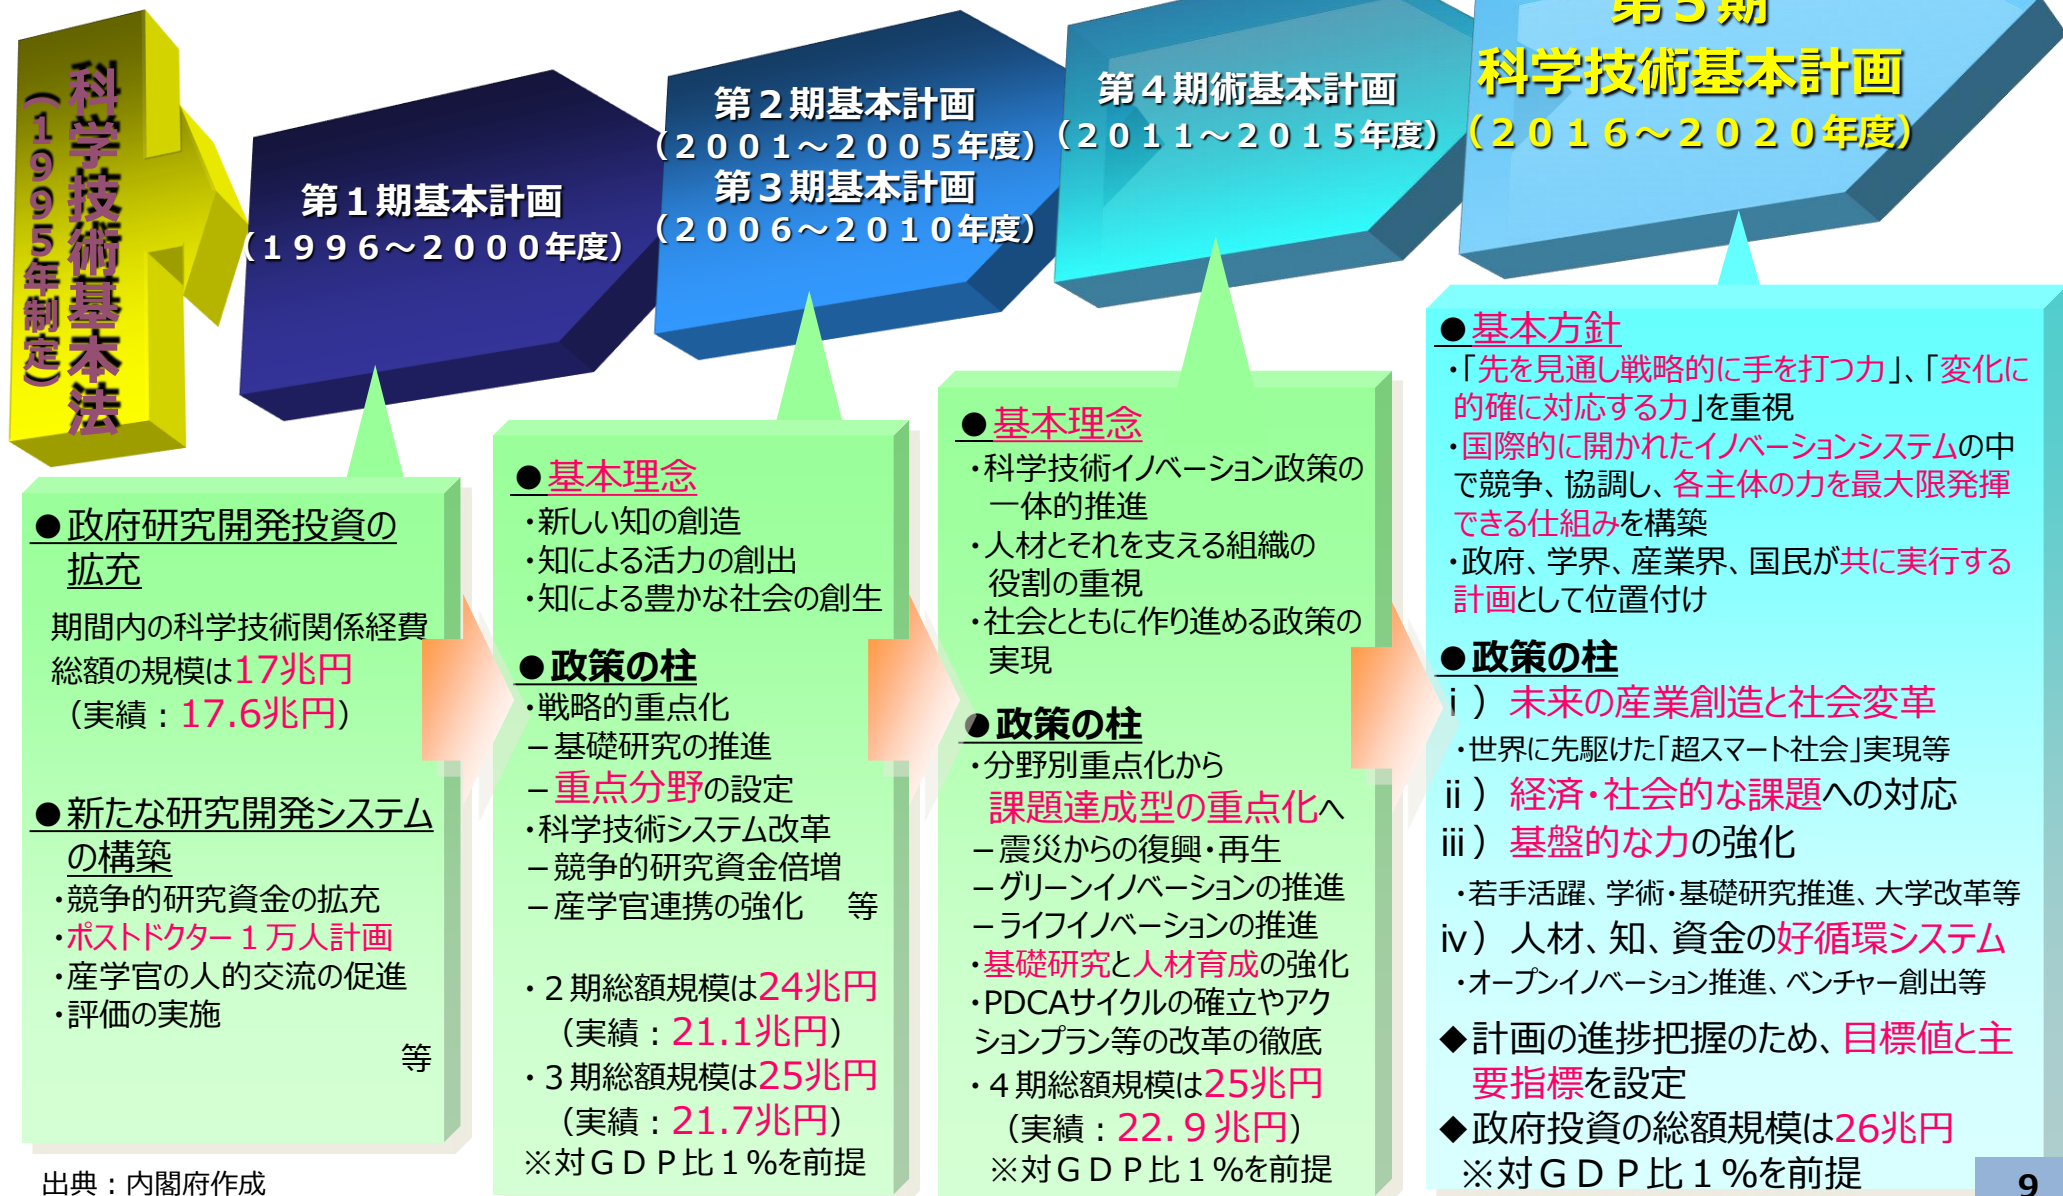 科学技術基本法
（１９９５年制定）
第１期基本計画
（１９９６～２０００年度）
第２期基本計画
（２００１～２００５年度）
第３期基本計画
（２００６～２０１０年度）
第４期術基本計画
（２０１１～２０１５年度）
第５期
科学技術基本計画
（２０１６～２０２０年度）
●政府研究開発投資の
拡充
期間内の科学技術関係経費
総額の規模は17兆円
（実績：17.6兆円）
●新たな研究開発システム
の構築
・競争的研究資金の拡充
・ポストドクター１万人計画
・産学官の人的交流の促進
・評価の実施
等
●基本理念
・新しい知の創造
・知による活力の創出
・知による豊かな社会の創生
●政策の柱
・戦略的重点化
－基礎研究の推進
－重点分野の設定
・科学技術システム改革
－競争的研究資金倍増
－産学官連携の強化　等
・２期総額規模は24兆円
（実績：21.1兆円）
・３期総額規模は25兆円
（実績：21.7兆円）
※対ＧＤＰ比１％を前提
●基本理念
・科学技術イノベーション政策の
一体的推進
・人材とそれを支える組織の
役割の重視
・社会とともに作り進める政策の
実現
●政策の柱
・分野別重点化から
課題達成型の重点化へ
－震災からの復興・再生
－グリーンイノベーションの推進
－ライフイノベーションの推進
・基礎研究と人材育成の強化
・PDCAサイクルの確立やアク
ションプラン等の改革の徹底
・４期総額規模は25兆円
（実績：22.９兆円）
※対ＧＤＰ比１％を前提
●基本方針
・「先を見通し戦略的に手を打つ力」、「変化に
的確に対応する力」を重視
・国際的に開かれたイノベーションシステムの中
で競争、協調し、各主体の力を最大限発揮
できる仕組みを構築
・政府、学界、産業界、国民が共に実行する
計画として位置付け
●政策の柱
ⅰ）未来の産業創造と社会変革
・世界に先駆けた「超スマート社会」実現等
ⅱ）経済・社会的な課題への対応
ⅲ）基盤的な力の強化
・若手活躍、学術・基礎研究推進、大学改革等
ⅳ）人材、知、資金の好循環システム
・オープンイノベーション推進、ベンチャー創出等
◆計画の進捗把握のため、目標値と主
要指標を設定
◆政府投資の総額規模は26兆円
※対ＧＤＰ比１％を前提
出典：内閣府作成
9